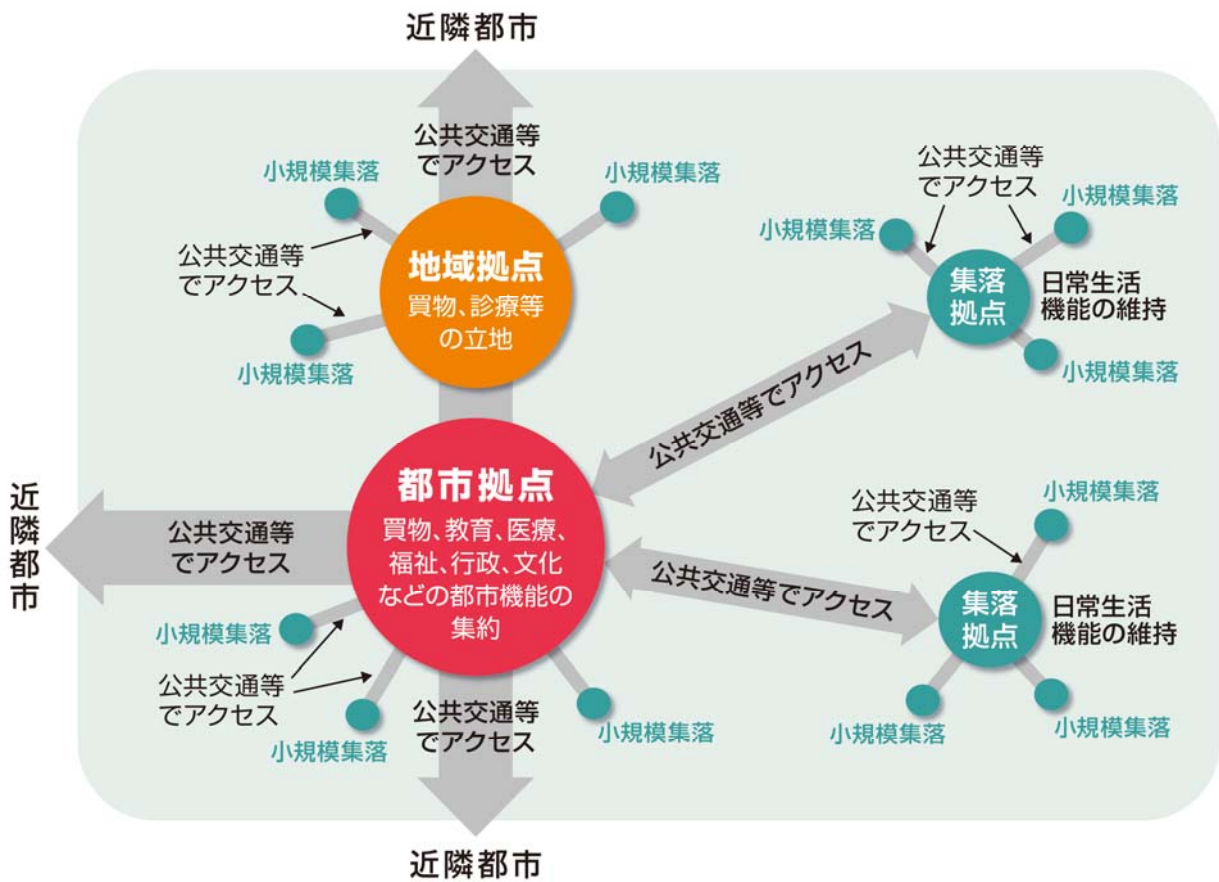 近隣都市
公共交通等
でアクセス
小規模集落
小規模集落
公共交通等
でアクセス
地域拠点
買物、診療等
の立地
小規模集落
公共交通等
でアクセス
小規模集落
小規模集落
集落
拠点
日常生活
機能の維持
小規模集落
公共交通等でアクセス
近隣都市
公共交通等
でアクセス
都市拠点
買物、教育、医療、
福祉、行政、文化
などの都市機能の
集約
公共交通等でアクセス
小規模集落
公共交通等
でアクセス
集落
拠点
日常生活
機能の維持
小規模集落
小規模集落
小規模集落
公共交通等
でアクセス
小規模集落
公共交通等
でアクセス
小規模集落
近隣都市